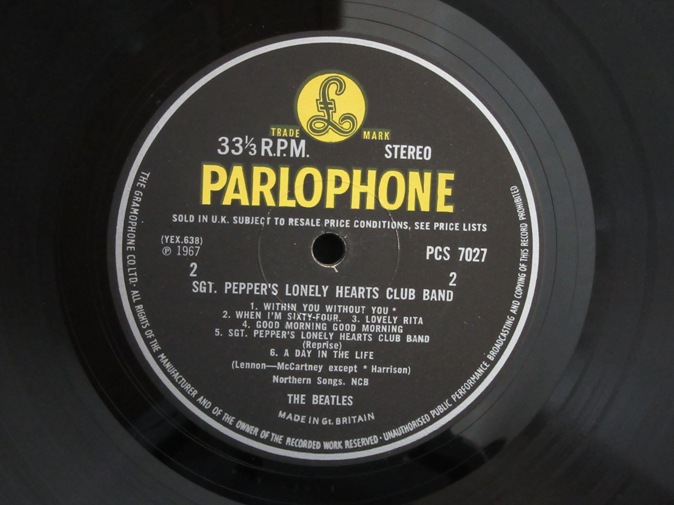 TRADE MARK
33⅓ R.P.M. STEREO
PARLOPHONE
SOLD IN U.K. SUBJECT TO RESALE PRICE CONDITIONS, SEE PRICE LISTS
(YEX.638) PCS 7027
℗ 1967
2 2
SGT. PEPPER'S LONELY HEARTS CLUB BAND
1. WITHIN YOU WITHOUT YOU *
2. WHEN I'M SIXTY-FOUR. 3. LOVELY RITA
4. GOOD MORNING GOOD MORNING
5. SGT. PEPPER'S LONELY HEARTS CLUB BAND
(Reprise)
6. A DAY IN THE LIFE
(Lennon—McCartney except * Harrison)
Northern Songs. NCB
THE BEATLES
MADE IN Gt. BRITAIN
THE GRAMOPHONE CO. LTD. · ALL RIGHTS OF THE MANUFACTURER AND OF THE OWNER OF THE RECORDED WORK RESERVED · UNAUTHORISED PUBLIC PERFORMANCE BROADCASTING AND COPYING OF THIS RECORD PROHIBITED